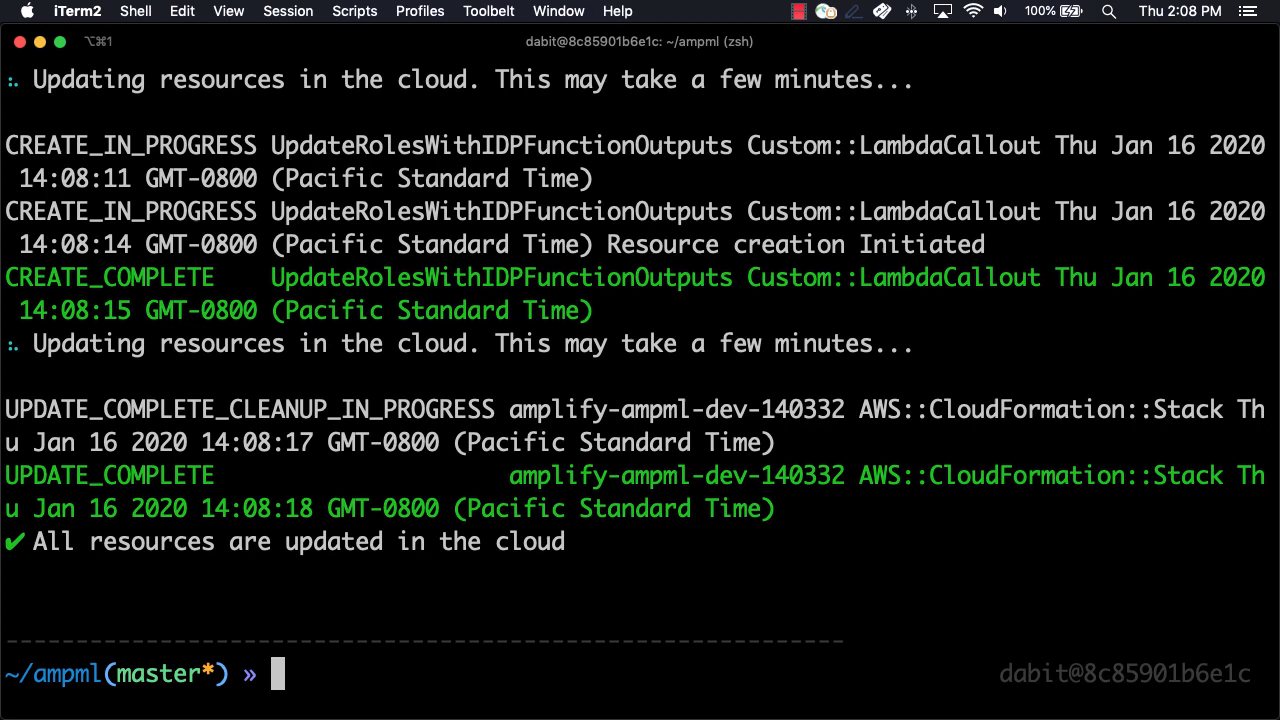 iTerm2 Shell Edit View Session Scripts Profiles Toolbelt Window Help 100% Thu 2:08 PM
⌥⌘1 dabit@8c85901b6e1c: ~/ampml (zsh)
Updating resources in the cloud. This may take a few minutes...
CREATE_IN_PROGRESS UpdateRolesWithIDPFunctionOutputs Custom::LambdaCallout Thu Jan 16 2020
14:08:11 GMT-0800 (Pacific Standard Time)
CREATE_IN_PROGRESS UpdateRolesWithIDPFunctionOutputs Custom::LambdaCallout Thu Jan 16 2020
14:08:14 GMT-0800 (Pacific Standard Time) Resource creation Initiated
CREATE_COMPLETE UpdateRolesWithIDPFunctionOutputs Custom::LambdaCallout Thu Jan 16 2020
14:08:15 GMT-0800 (Pacific Standard Time)
Updating resources in the cloud. This may take a few minutes...
UPDATE_COMPLETE_CLEANUP_IN_PROGRESS amplify-ampml-dev-140332 AWS::CloudFormation::Stack Th
u Jan 16 2020 14:08:17 GMT-0800 (Pacific Standard Time)
UPDATE_COMPLETE amplify-ampml-dev-140332 AWS::CloudFormation::Stack Th
u Jan 16 2020 14:08:18 GMT-0800 (Pacific Standard Time)
✔ All resources are updated in the cloud
------------------------------------------------------------
~/ampml(master*) » dabit@8c85901b6e1c